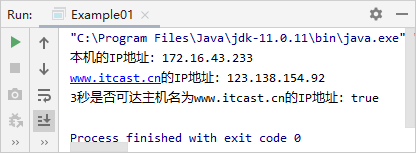 Run: Example01
"C:\Program Files\Java\jdk-11.0.11\bin\java.exe"
本机的IP地址：172.16.43.233
www.itcast.cn的IP地址：123.138.154.92
3秒是否可达主机名为www.itcast.cn的IP地址：true
Process finished with exit code 0